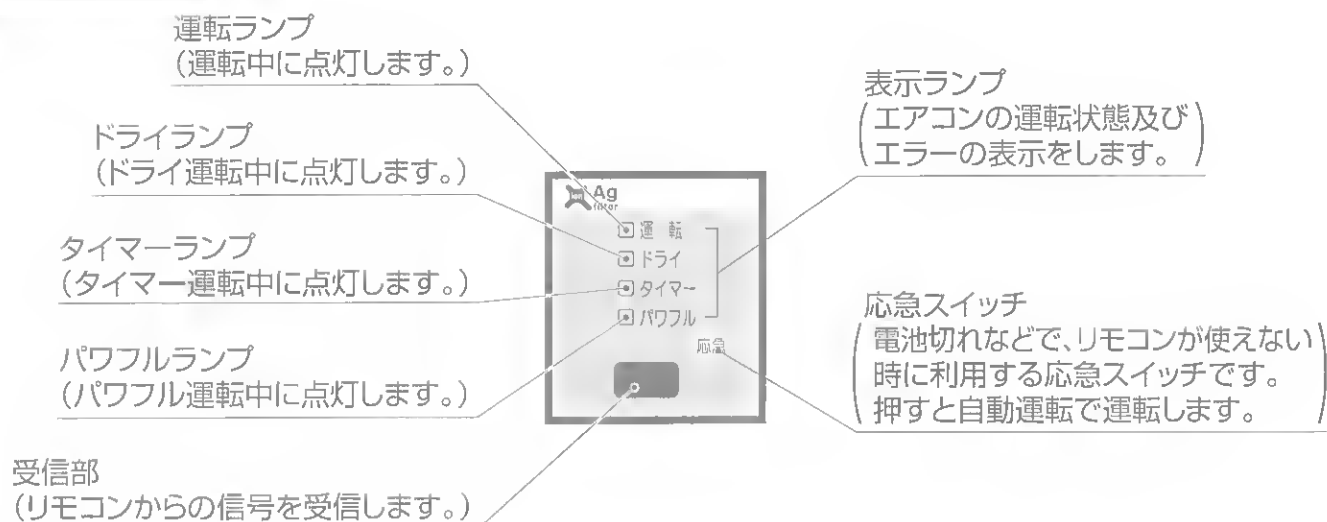 運転ランプ
(運転中に点灯します。)
ドライランプ
(ドライ運転中に点灯します。)
タイマーランプ
(タイマー運転中に点灯します。)
パワフルランプ
(パワフル運転中に点灯します。)
受信部
(リモコンからの信号を受信します。)
Ag
filter
運 転
ドライ
タイマー
パワフル
応急
表示ランプ
(エアコンの運転状態及び
エラーの表示をします。)
応急スイッチ
(電池切れなどで、リモコンが使えない
時に利用する応急スイッチです。
押すと自動運転で運転します。)